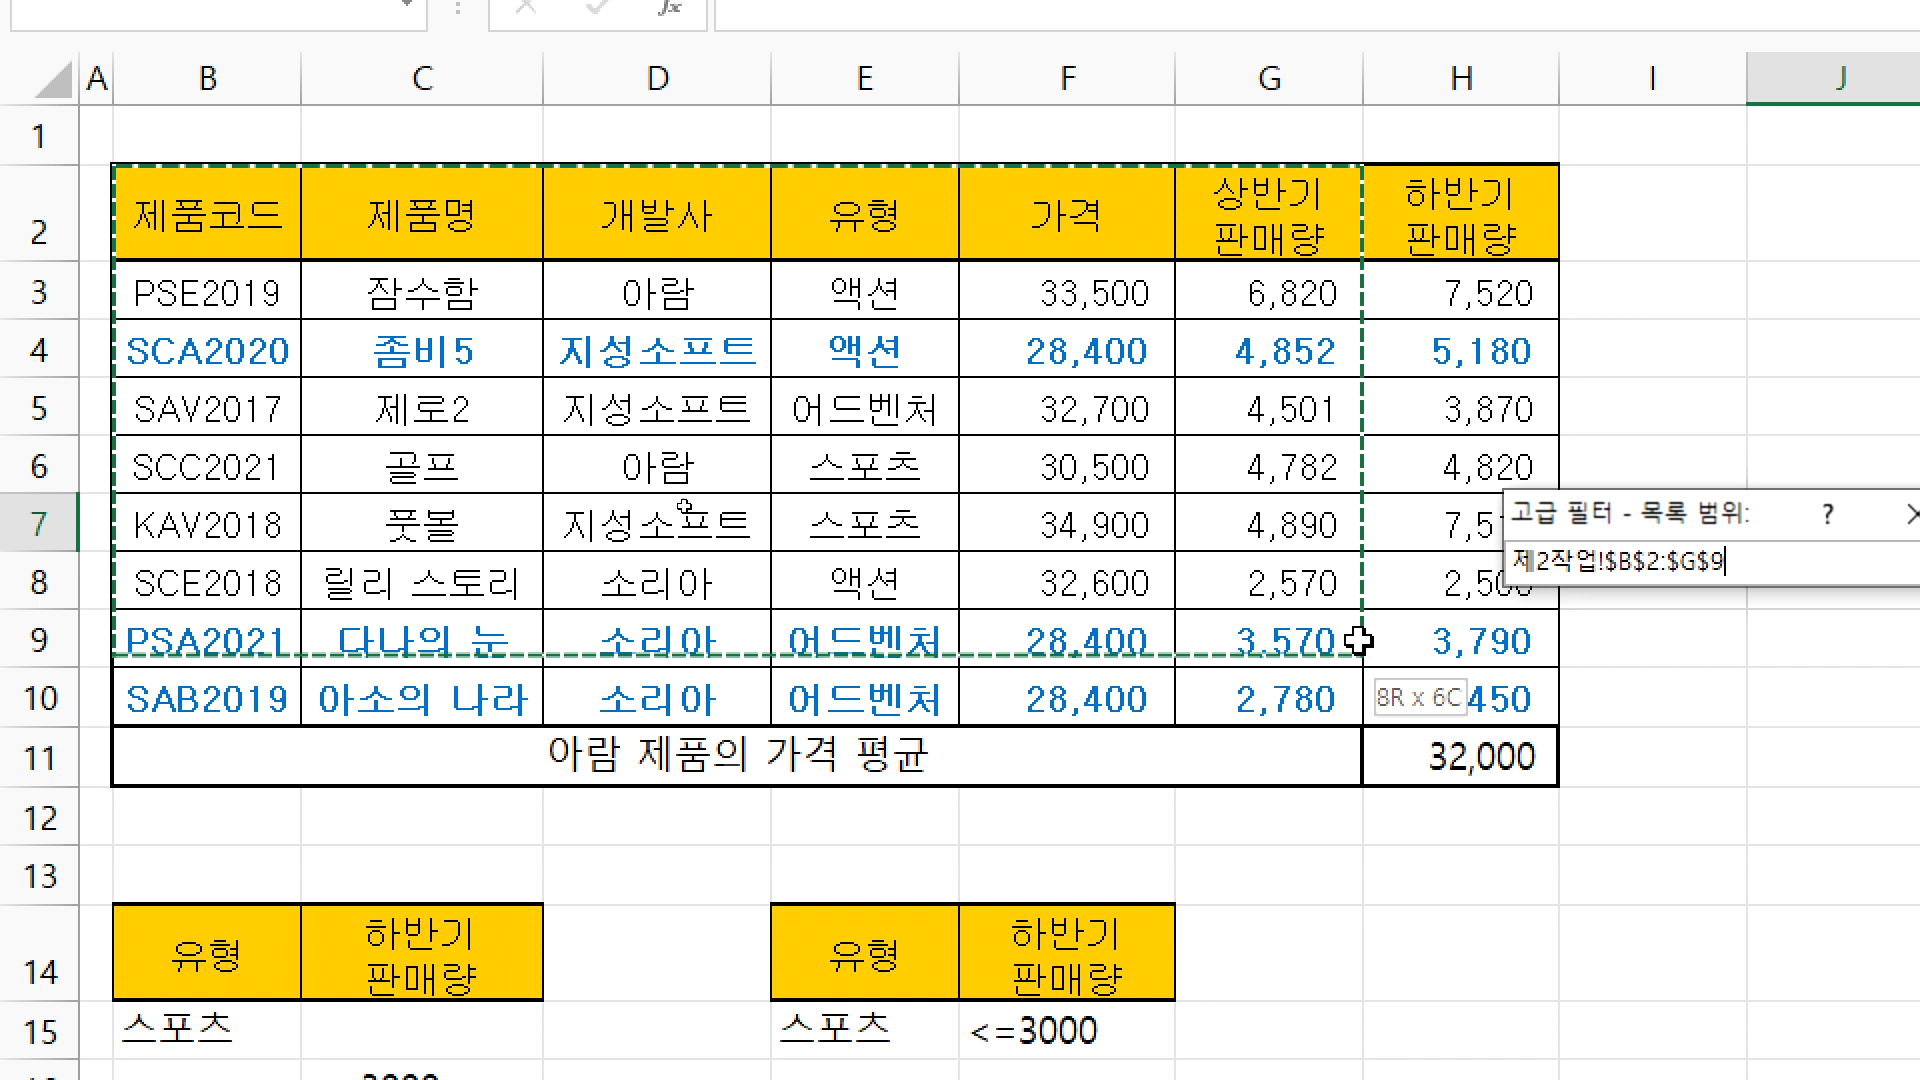 fx
A B C D E F G H I J
1
2 제품코드 제품명 개발사 유형 가격 상반기 판매량 하반기 판매량
3 PSE2019 잠수함 아람 액션 33,500 6,820 7,520
4 SCA2020 좀비5 지성소프트 액션 28,400 4,852 5,180
5 SAV2017 제로2 지성소프트 어드벤처 32,700 4,501 3,870
6 SCC2021 골프 아람 스포츠 30,500 4,782 4,820
7 KAV2018 풋볼 지성소프트 스포츠 34,900 4,890 7,5
고급 필터 - 목록 범위: ?
제2작업!$B$2:$G$9
8 SCE2018 릴리 스토리 소리아 액션 32,600 2,570 2,500
9 PSA2021 다나의 눈 소리아 어드벤처 28,400 3,570 3,790
10 SAB2019 아소의 나라 소리아 어드벤처 28,400 2,780 450
8R x 6C
11 아람 제품의 가격 평균 32,000
12
13
14 유형 하반기 판매량 유형 하반기 판매량
15 스포츠 스포츠 <=3000